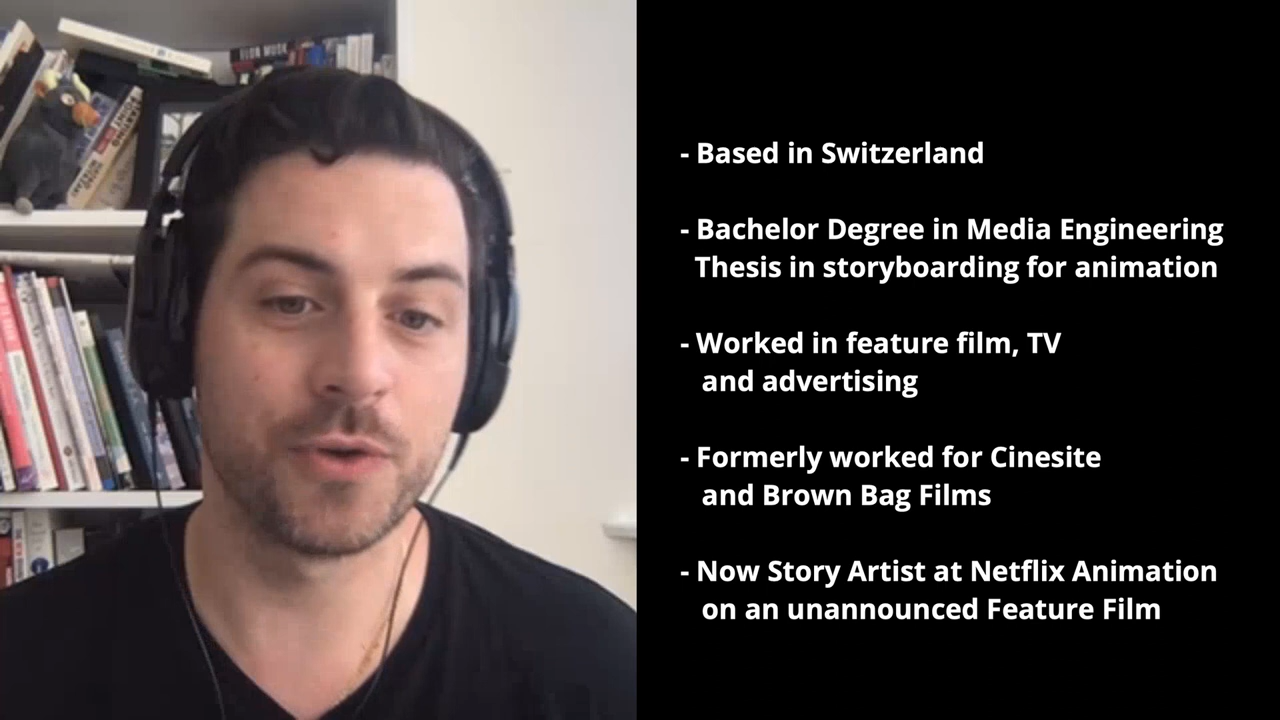 ELON MUSK
- Based in Switzerland
- Bachelor Degree in Media Engineering
Thesis in storyboarding for animation
- Worked in feature film, TV
and advertising
- Formerly worked for Cinesite
and Brown Bag Films
- Now Story Artist at Netflix Animation
on an unannounced Feature Film